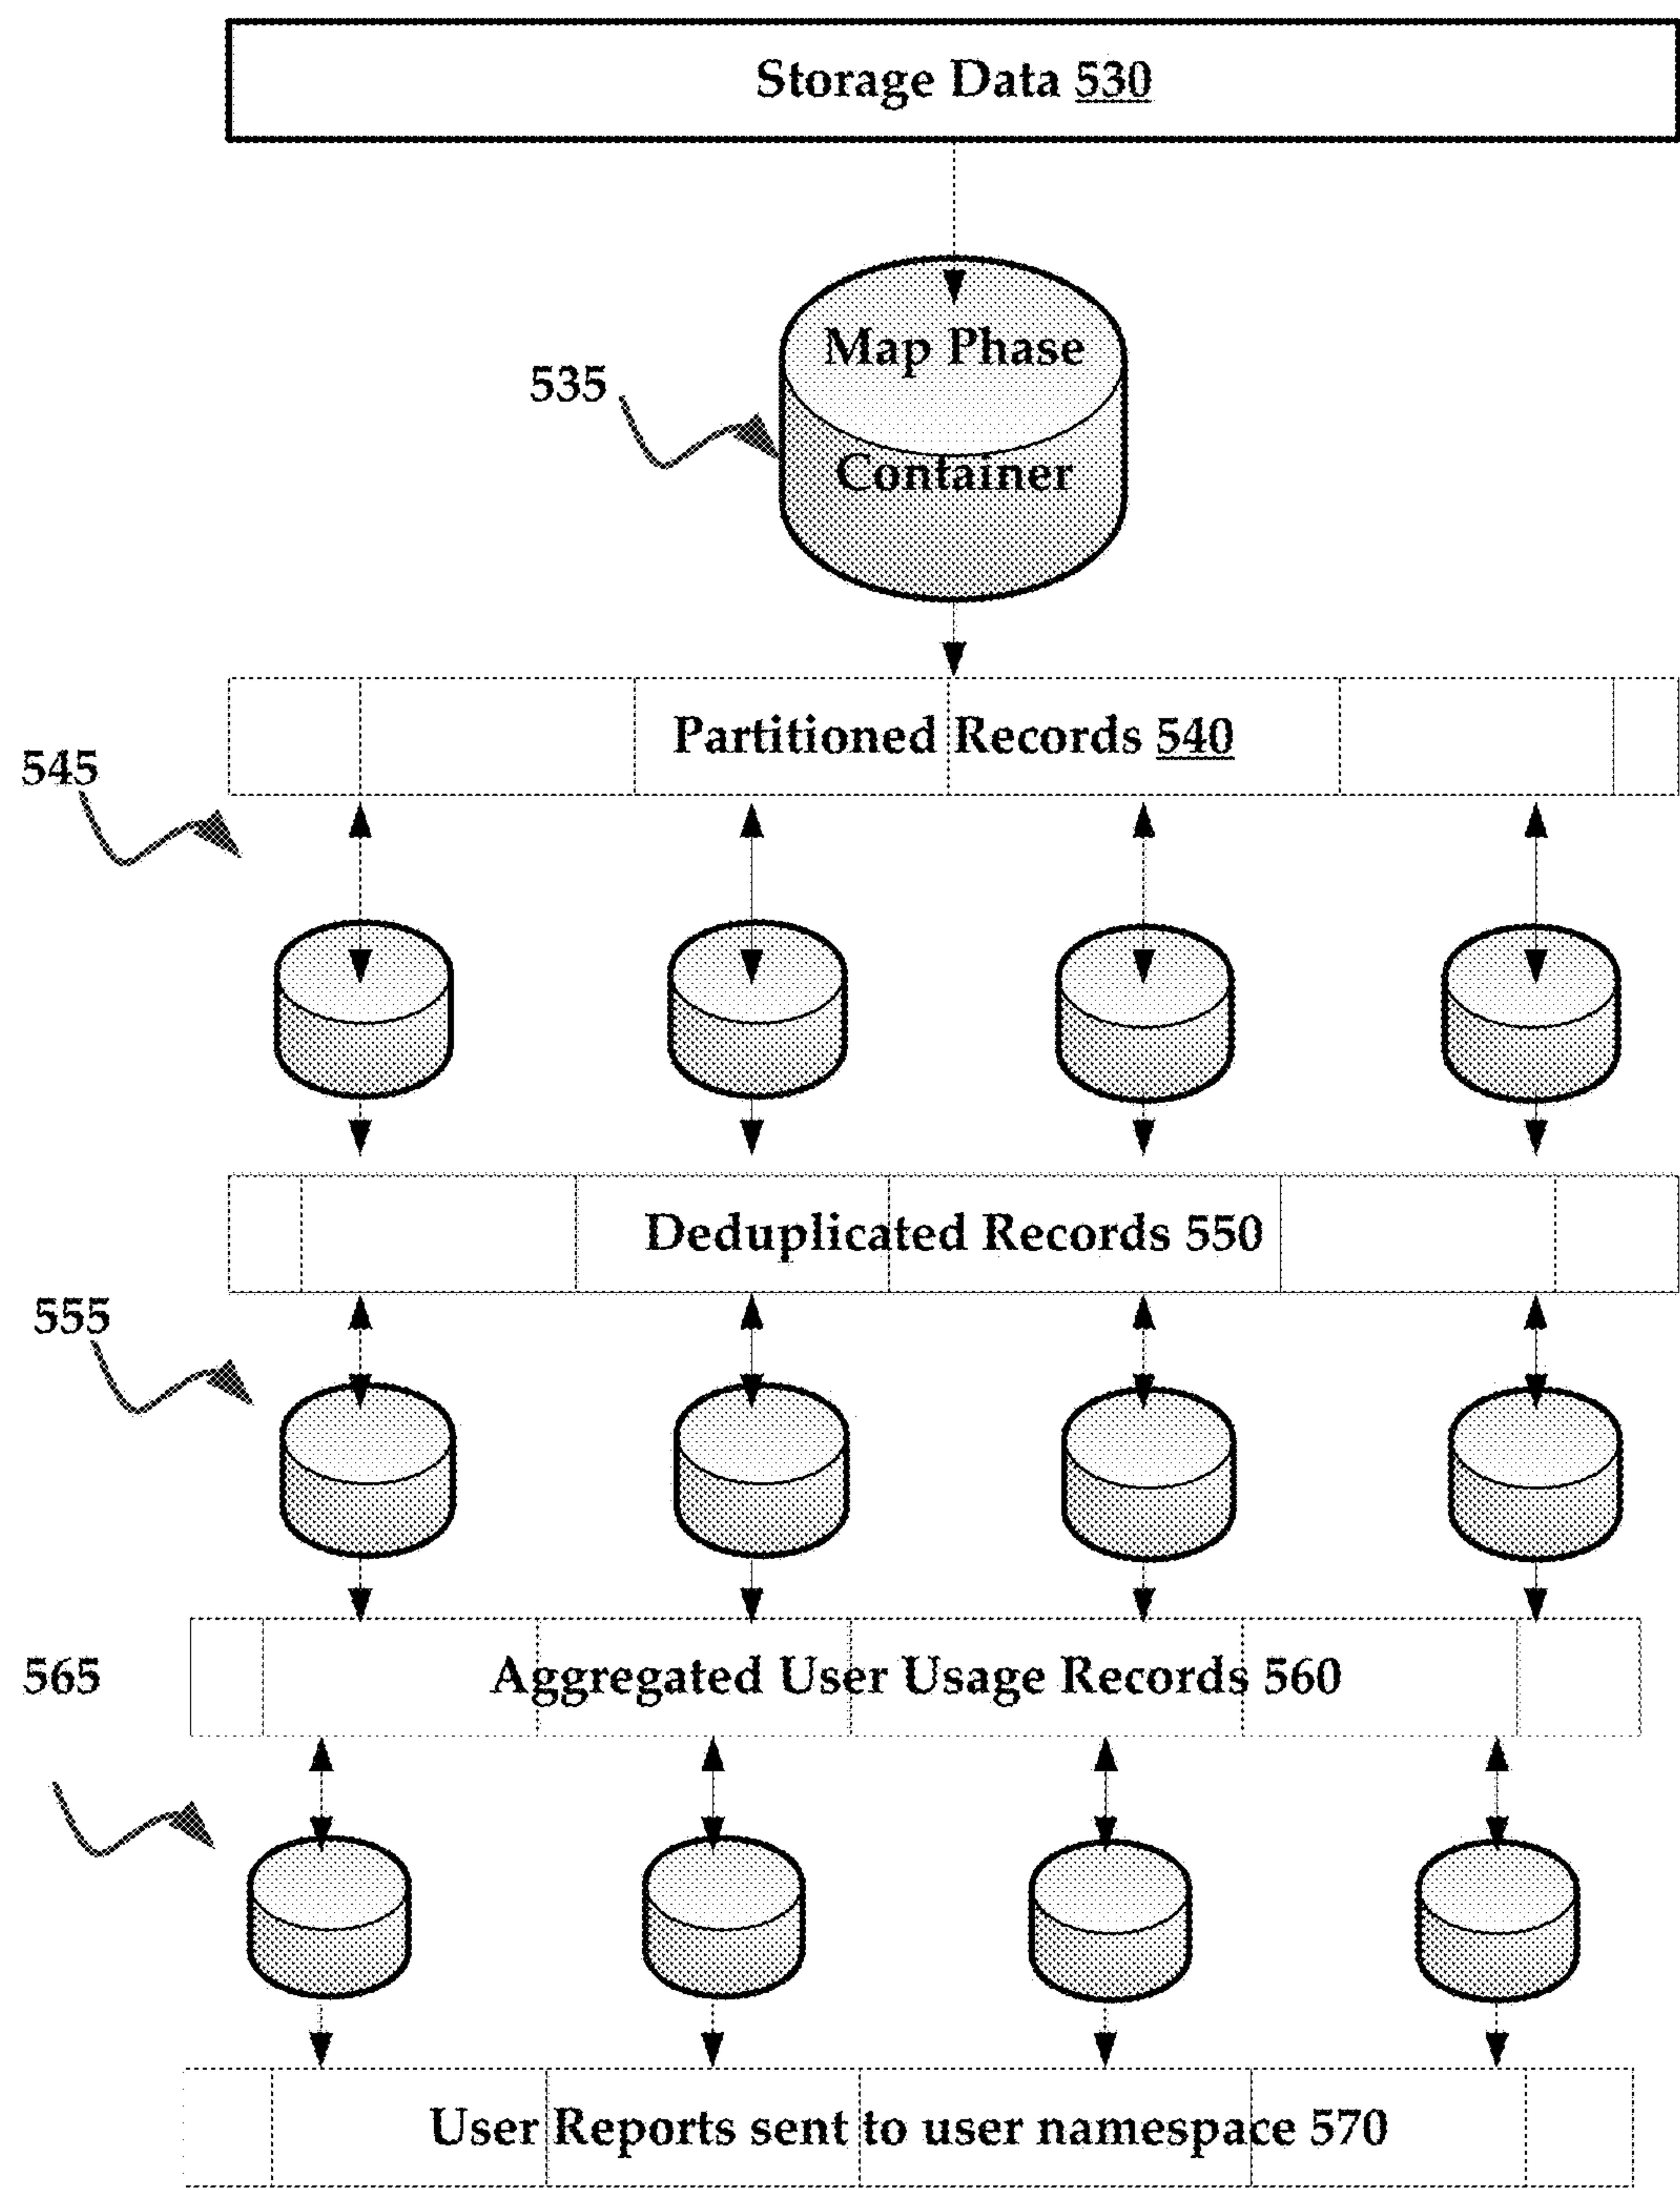 Storage Data 530
Map Phase
535
Container
Partitioned Records 540
545
Deduplicated Records 550
555
Aggregated User Usage Records 560
565
User Reports sent to user namespace 570